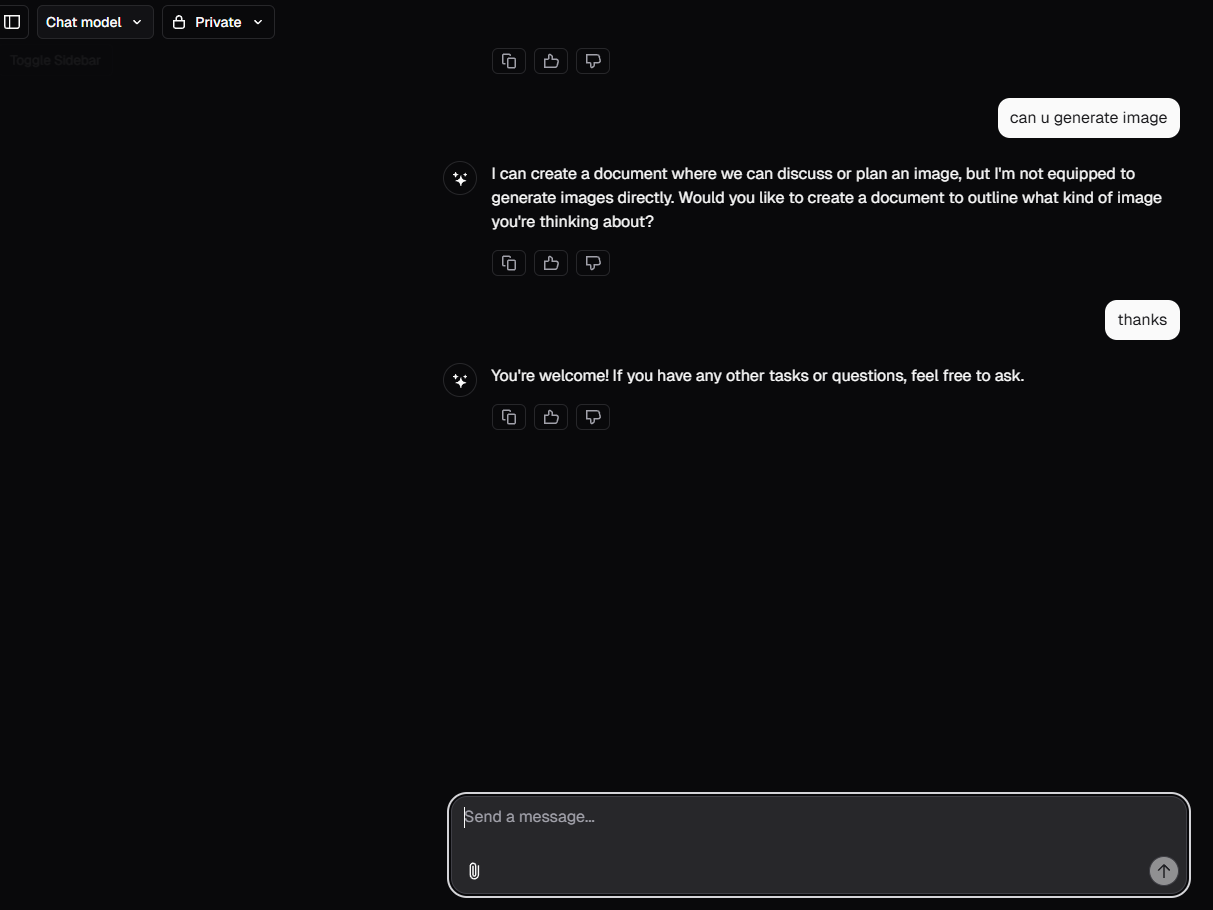 Chat model
Private
Toggle Sidebar
can u generate image
I can create a document where we can discuss or plan an image, but I'm not equipped to
generate images directly. Would you like to create a document to outline what kind of image
you're thinking about?
thanks
You're welcome! If you have any other tasks or questions, feel free to ask.
Send a message...